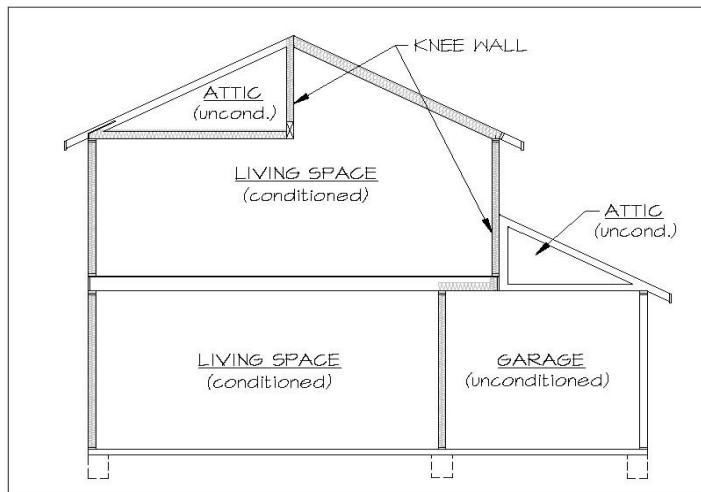 KNEE WALL
ATTIC
(uncond.)
LIVING SPACE
(conditioned)
ATTIC
(uncond.)
LIVING SPACE
(conditioned)
GARAGE
(unconditioned)